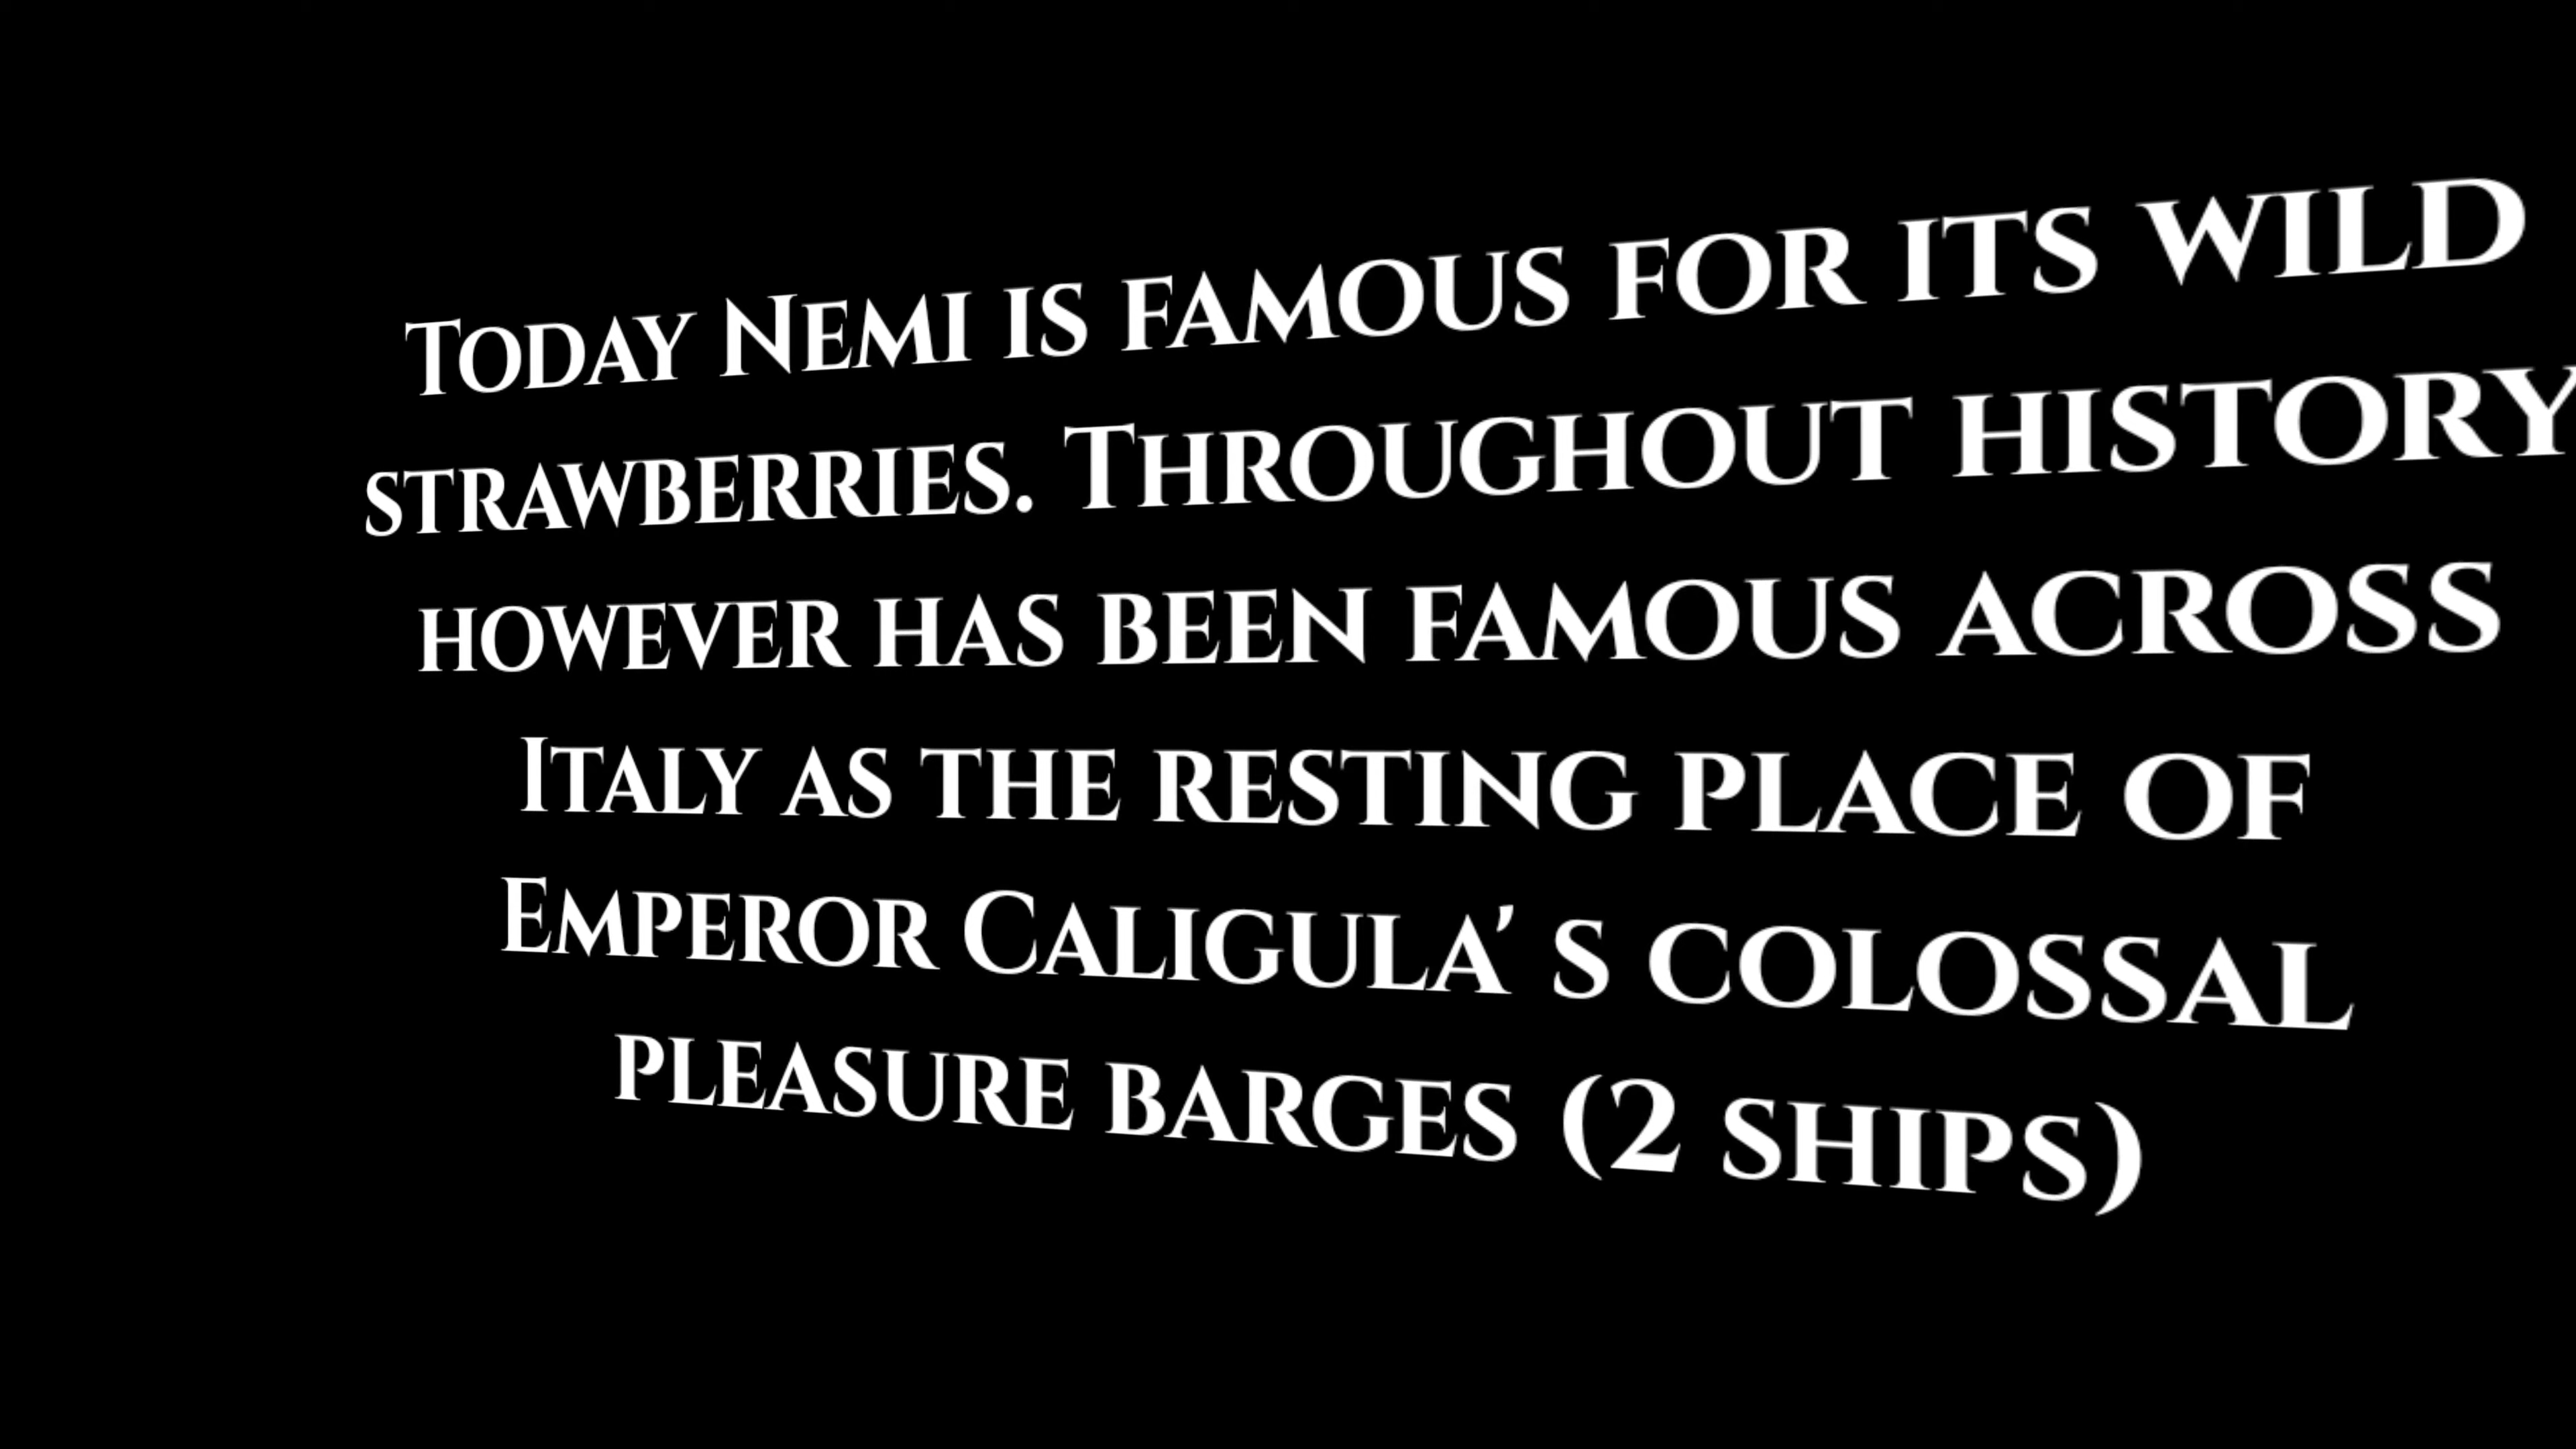 Today Nemi is famous for its wild
strawberries. Throughout history
however has been famous across
Italy as the resting place of
Emperor Caligula' s colossal
pleasure barges (2 ships)